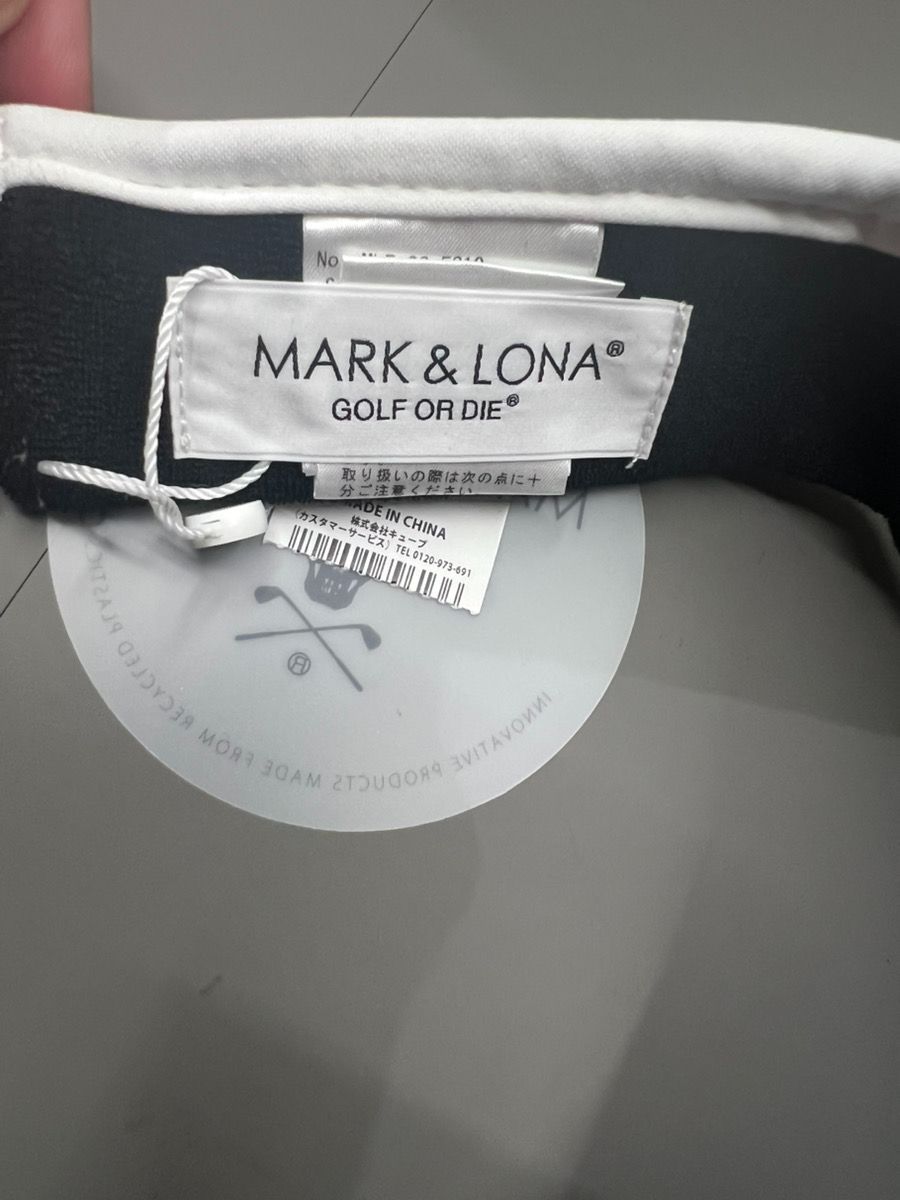 No
MARK & LONA®
GOLF OR DIE®
取り扱いの際は次の点に十
分ご注意ください
MADE IN CHINA
株式会社キューブ
(カスタマーサービス) TEL 0120-973-691
®
INNOVATIVE PRODUCTS MADE FROM RECYCLED PLASTIC